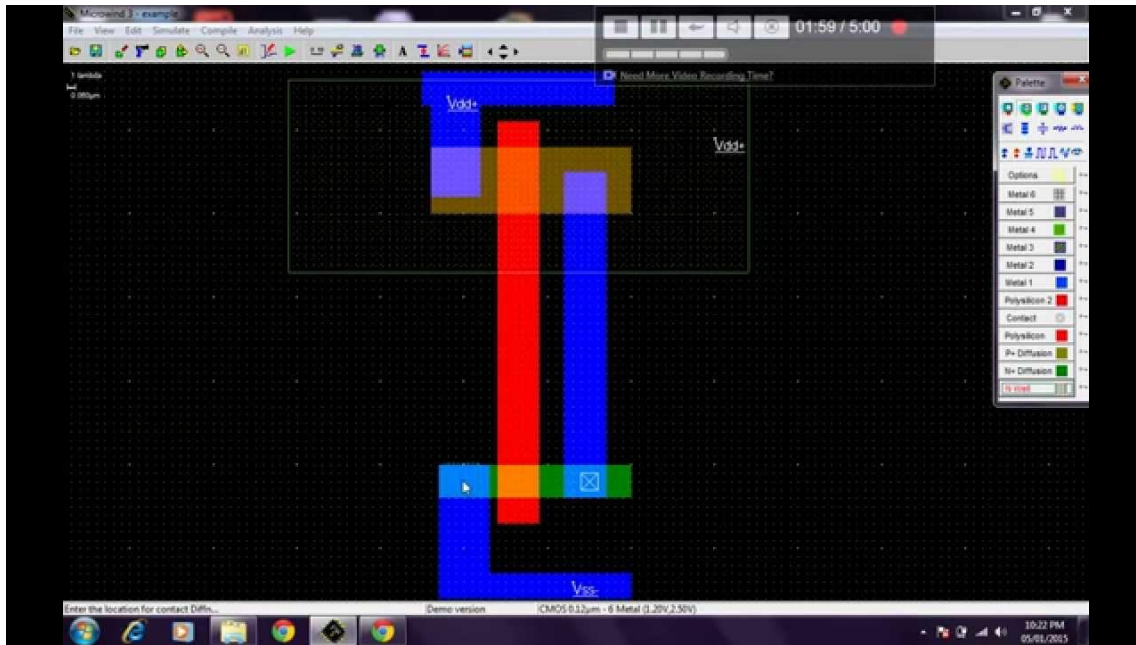 Microwind 3 - example
File View Edit Simulate Compile Analysis Help
01:59 / 5:00
Need More Video Recording Time?
1 lambda
0.060µm
Vdd+
Vdd+
Vss-
Palette
Options
Metal 6
Metal 5
Metal 4
Metal 3
Metal 2
Metal 1
Polysilicon 2
Contact
Polysilicon
P+ Diffusion
N+ Diffusion
N Well
Enter the location for contact Diffn...
Demo version
CMOS 0.12µm - 6 Metal (1.20V,2.50V)
10:22 PM
05/01/2015